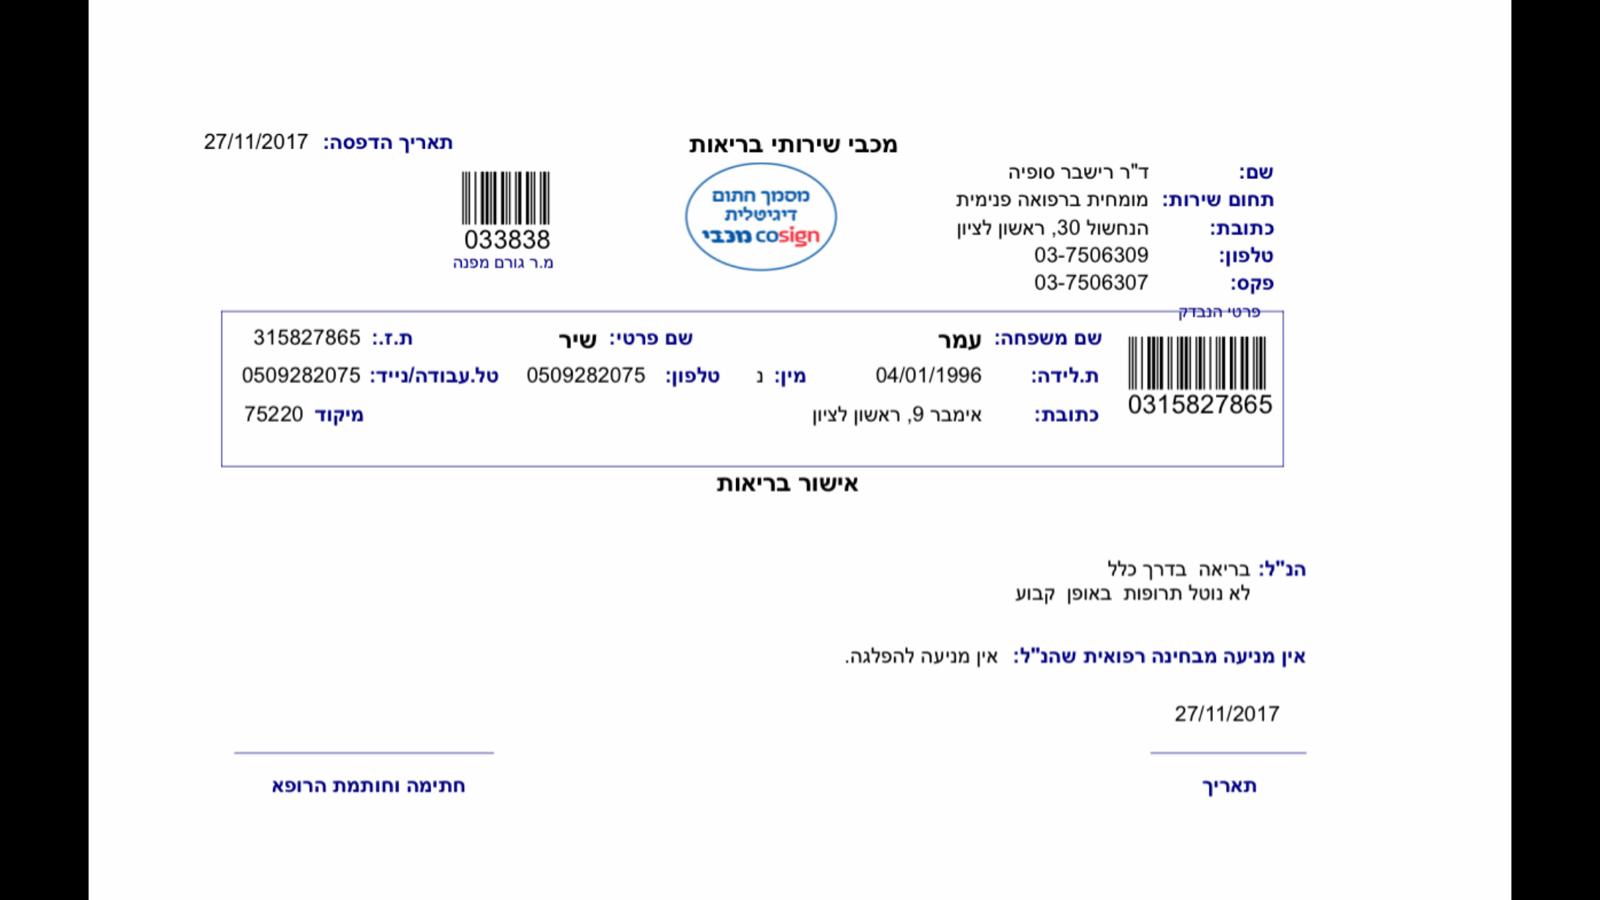 מכבי שירותי בריאות
תאריך הדפסה: 27/11/2017
שם: ד"ר רישבר סופיה
תחום שירות: מומחית ברפואה פנימית
כתובת: הנחשול 30, ראשון לציון
טלפון: 03-7506309
פקס: 03-7506307
מסמך חתום
דיגיטלית
cosign מכבי
033838
מ.ר גורם מפנה
פרטי הנבדק
0315827865
שם משפחה: עמר שם פרטי: שיר ת.ז.: 315827865
ת.לידה: 04/01/1996 מין: נ טלפון: 0509282075 טל.עבודה/נייד: 0509282075
כתובת: אימבר 9, ראשון לציון מיקוד 75220
אישור בריאות
הנ"ל: בריאה בדרך כלל
לא נוטל תרופות באופן קבוע
אין מניעה מבחינה רפואית שהנ"ל: אין מניעה להפלגה.
27/11/2017
תאריך חתימה וחותמת הרופא